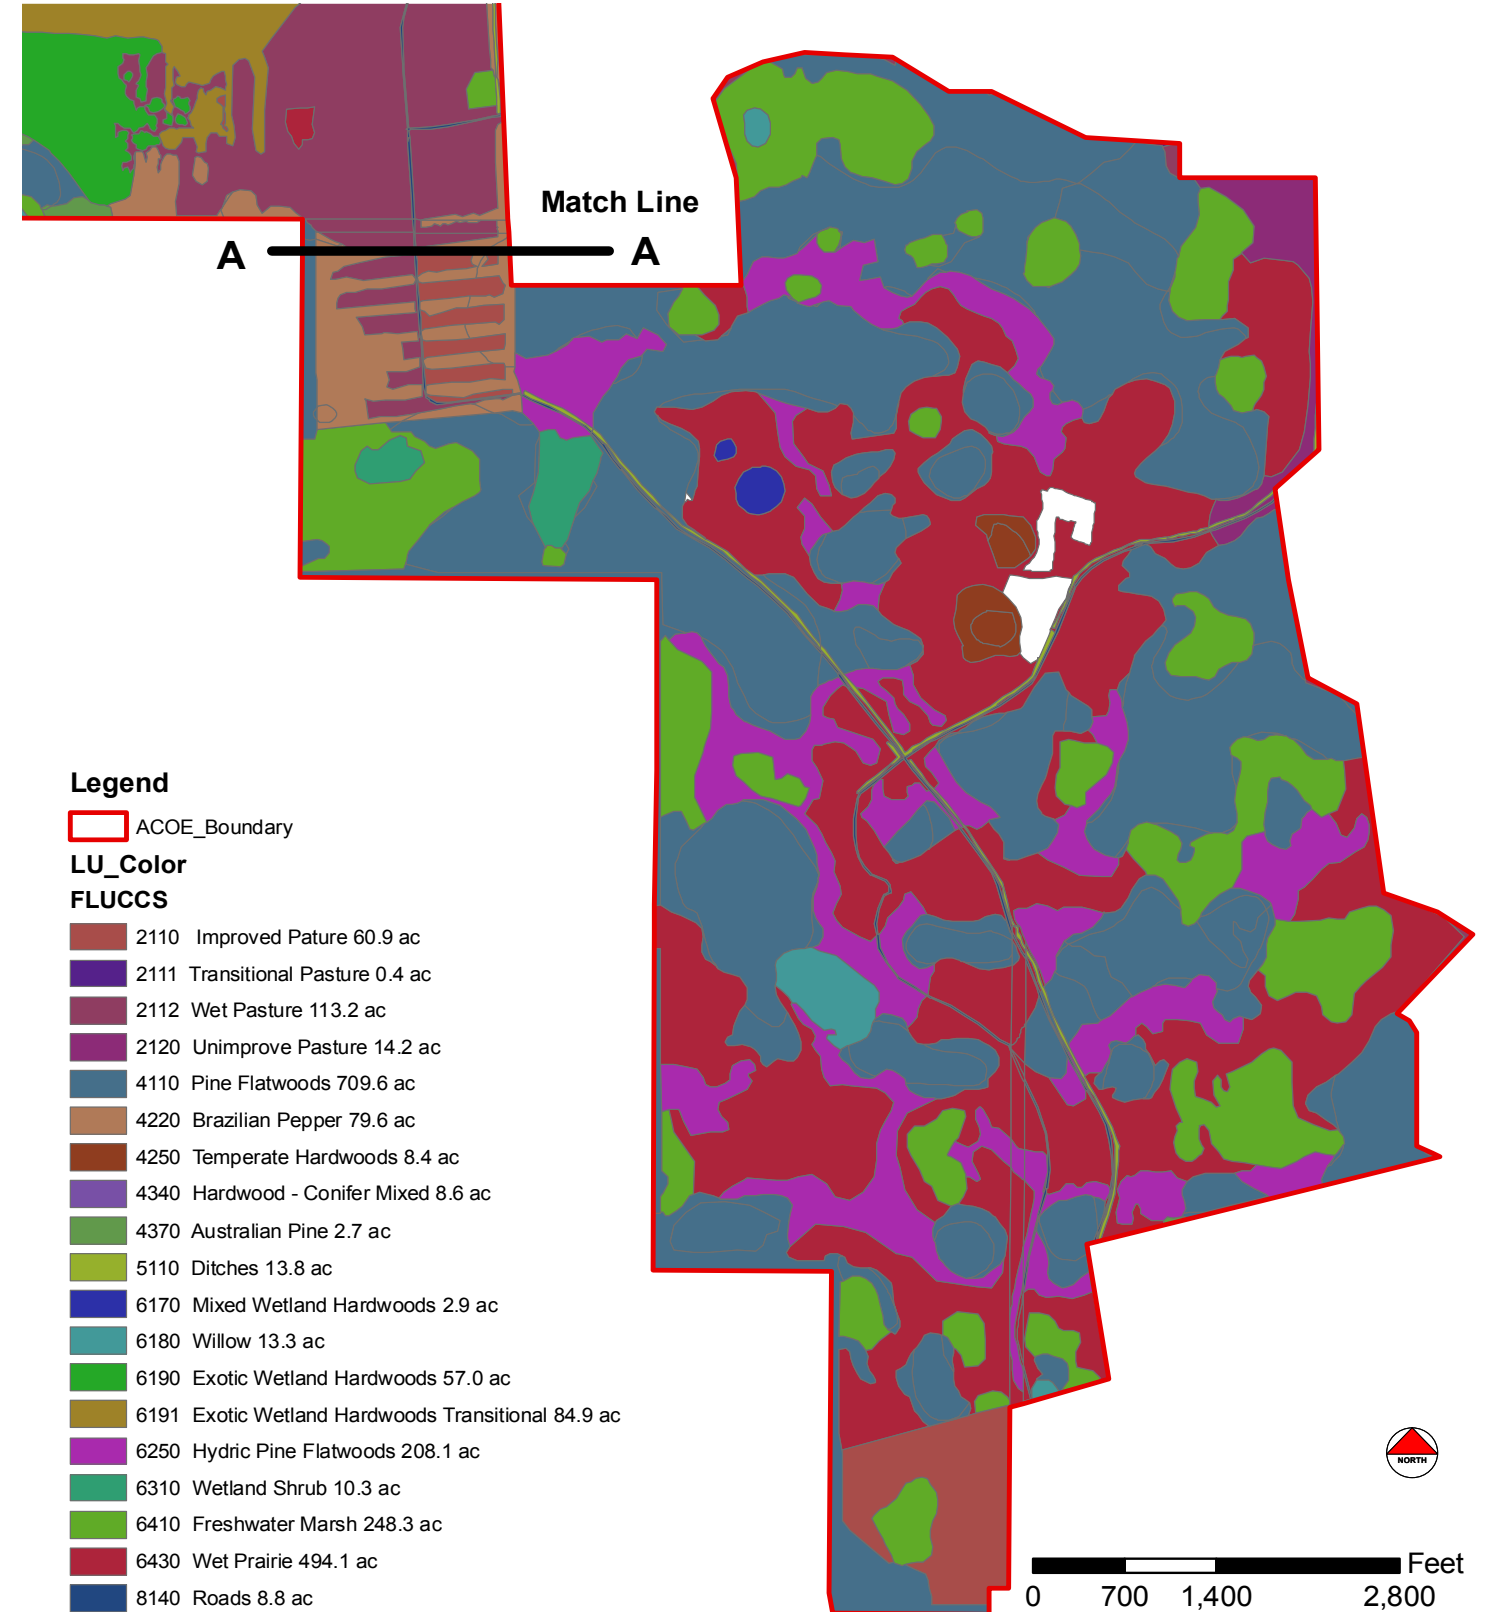 Match Line
A A
Legend
ACOE_Boundary
LU_Color
FLUCCS
2110 Improved Pature 60.9 ac
2111 Transitional Pasture 0.4 ac
2112 Wet Pasture 113.2 ac
2120 Unimprove Pasture 14.2 ac
4110 Pine Flatwoods 709.6 ac
4220 Brazilian Pepper 79.6 ac
4250 Temperate Hardwoods 8.4 ac
4340 Hardwood - Conifer Mixed 8.6 ac
4370 Australian Pine 2.7 ac
5110 Ditches 13.8 ac
6170 Mixed Wetland Hardwoods 2.9 ac
6180 Willow 13.3 ac
6190 Exotic Wetland Hardwoods 57.0 ac
6191 Exotic Wetland Hardwoods Transitional 84.9 ac
6250 Hydric Pine Flatwoods 208.1 ac
6310 Wetland Shrub 10.3 ac
6410 Freshwater Marsh 248.3 ac
6430 Wet Prairie 494.1 ac
8140 Roads 8.8 ac
NORTH
Feet
0 700 1,400 2,800